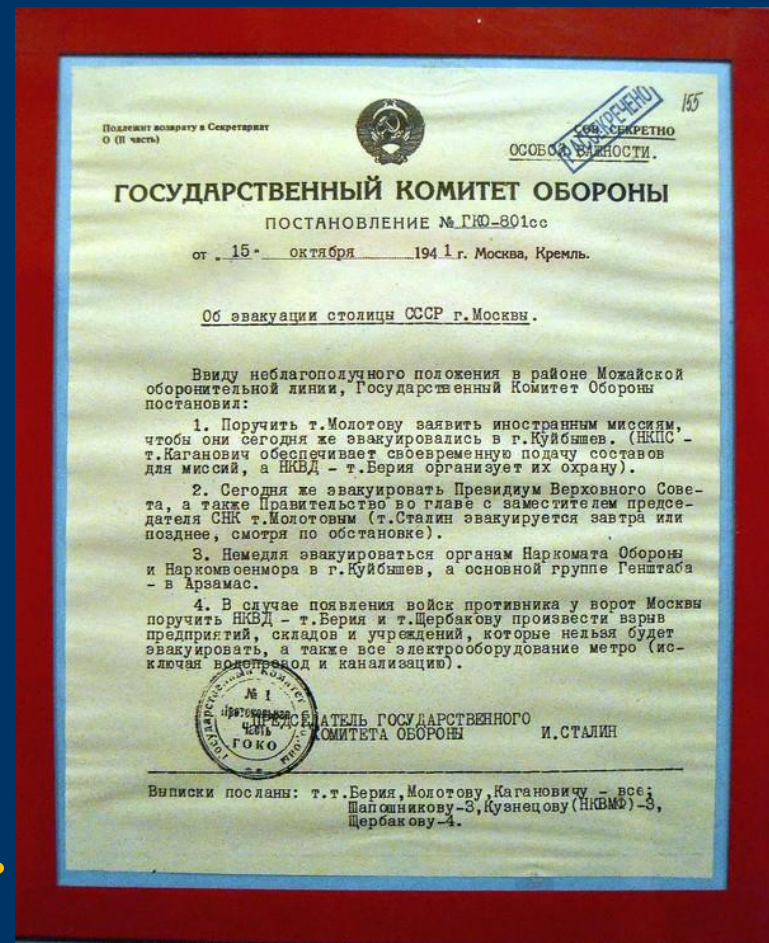 155
Подлежит возврату в Секретариат
О (II часть)
РАССЕКРЕЧЕНО
СОВ. СЕКРЕТНО
ОСОБОЙ ВАЖНОСТИ.
ГОСУДАРСТВЕННЫЙ КОМИТЕТ ОБОРОНЫ
ПОСТАНОВЛЕНИЕ № ГКО-801сс
от „15" октября 1941 г. Москва, Кремль.
Об эвакуации столицы СССР г.Москвы.
Ввиду неблагополучного положения в районе Можайской
оборонительной линии, Государственный Комитет Обороны
постановил:
1. Поручить т.Молотову заявить иностранным миссиям,
чтобы они сегодня же эвакуировались в г.Куйбышев. (НКПС -
т.Каганович обеспечивает своевременную подачу составов
для миссий, а НКВД - т.Берия организует их охрану).
2. Сегодня же эвакуировать Президиум Верховного Сове-
та, а также Правительство во главе с заместителем предсе-
дателя СНК т.Молотовым (т.Сталин эвакуируется завтра или
позднее, смотря по обстановке).
3. Немедля эвакуироваться органам Наркомата Обороны
и Наркомвоенмора в г.Куйбышев, а основной группе Генштаба
- в Арзамас.
4. В случае появления войск противника у ворот Москвы
поручить НКВД - т.Берия и т.Щербакову произвести взрыв
предприятий, складов и учреждений, которые нельзя будет
эвакуировать, а также все электрооборудование метро (ис-
ключая водопровод и канализацию).
Государственный Комитет Обороны
№ 1
Протокольная
Часть
ГОКО
ПРЕДСЕДАТЕЛЬ ГОСУДАРСТВЕННОГО
КОМИТЕТА ОБОРОНЫ И.СТАЛИН
Выписки посланы: т.т.Берия,Молотову,Кагановичу - все;
Шапошникову-3,Кузнецову(НКВМФ)-3,
Щербакову-4.